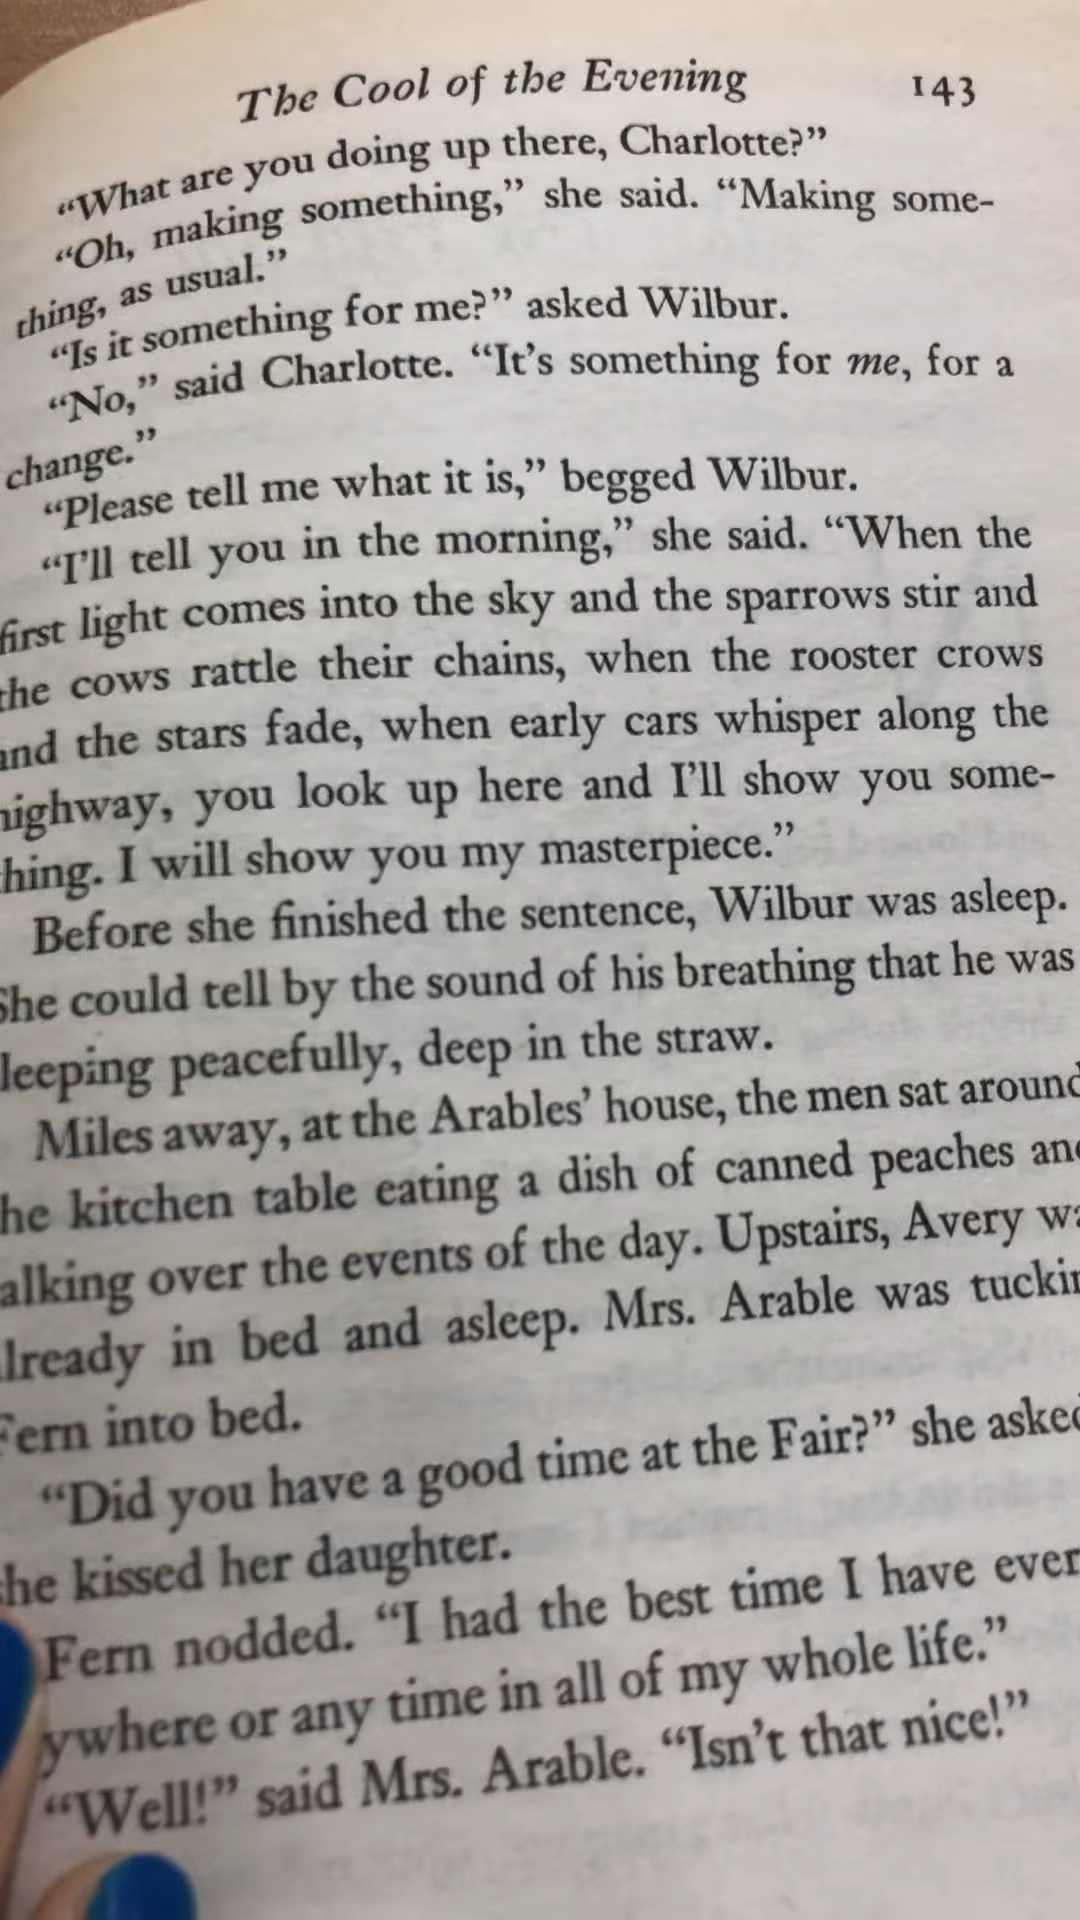 The Cool of the Evening 143
“What are you doing up there, Charlotte?”
“Oh, making something,” she said. “Making some-
thing, as usual.”
“Is it something for me?” asked Wilbur.
“No,” said Charlotte. “It’s something for me, for a
change.”
“Please tell me what it is,” begged Wilbur.
“I’ll tell you in the morning,” she said. “When the
first light comes into the sky and the sparrows stir and
the cows rattle their chains, when the rooster crows
and the stars fade, when early cars whisper along the
highway, you look up here and I’ll show you some-
thing. I will show you my masterpiece.”
Before she finished the sentence, Wilbur was asleep.
She could tell by the sound of his breathing that he was
leeping peacefully, deep in the straw.
Miles away, at the Arables’ house, the men sat around
he kitchen table eating a dish of canned peaches and
alking over the events of the day. Upstairs, Avery wa
lready in bed and asleep. Mrs. Arable was tuckin
Fern into bed.
“Did you have a good time at the Fair?” she asked
she kissed her daughter.
Fern nodded. “I had the best time I have ever
ywhere or any time in all of my whole life.”
“Well!” said Mrs. Arable. “Isn’t that nice!”